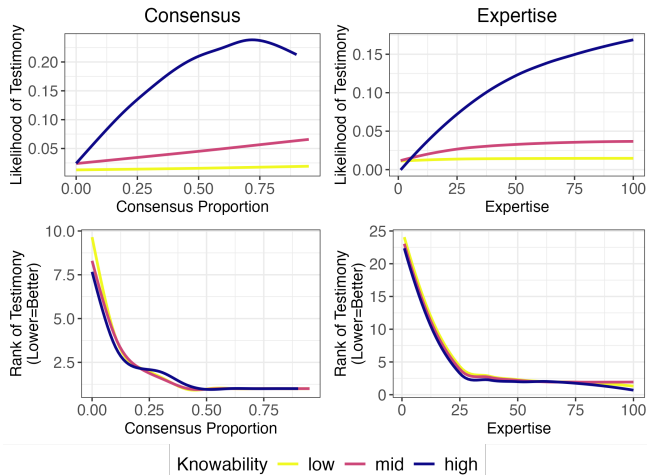 Consensus
Likelihood of Testimony
0.20
0.15
0.10
0.05
0.00 0.25 0.50 0.75
Consensus Proportion
Expertise
Likelihood of Testimony
0.15
0.10
0.05
0.00
0 25 50 75 100
Expertise
Rank of Testimony
(Lower=Better)
10.0
7.5
5.0
2.5
0.00 0.25 0.50 0.75
Consensus Proportion
Rank of Testimony
(Lower=Better)
25
20
15
10
5
0
0 25 50 75 100
Expertise
Knowability low mid high